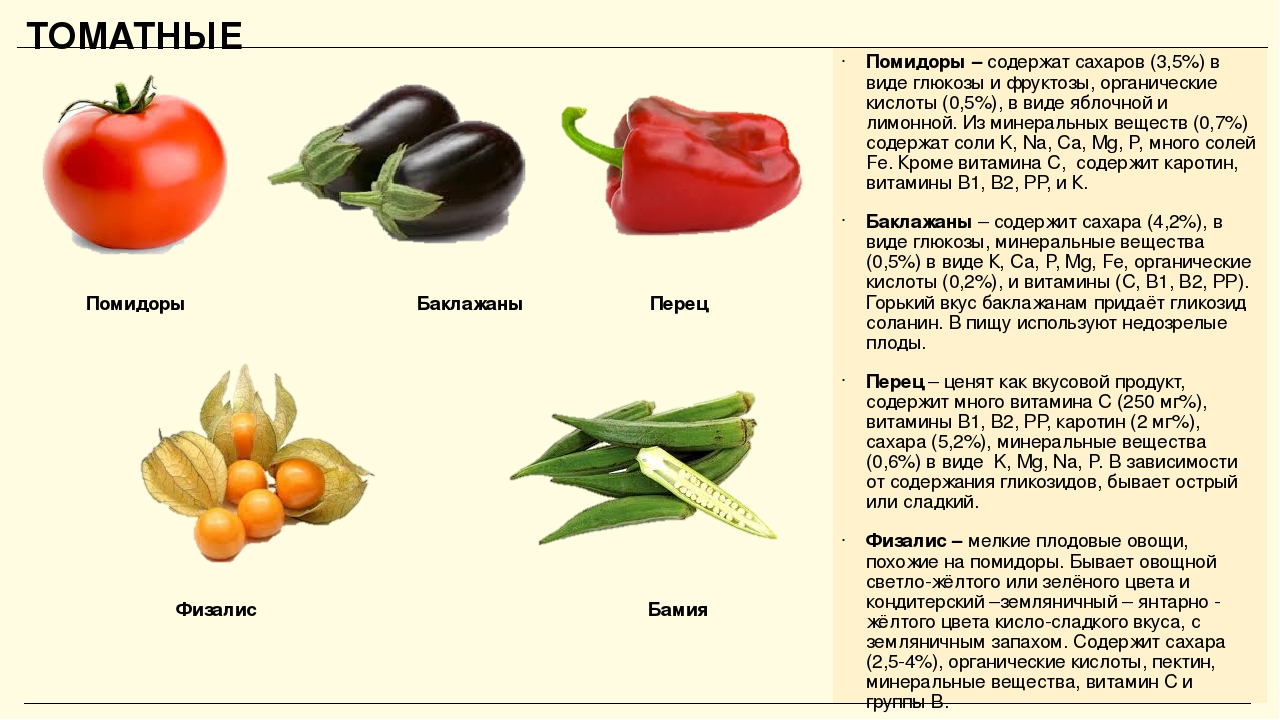 ТОМАТНЫЕ
Помидоры
Баклажаны
Перец
Физалис
Бамия
· Помидоры – содержат сахаров (3,5%) в
виде глюкозы и фруктозы, органические
кислоты (0,5%), в виде яблочной и
лимонной. Из минеральных веществ (0,7%)
содержат соли K, Na, Ca, Mg, P, много солей
Fe. Кроме витамина С, содержит каротин,
витамины В1, В2, РР, и К.
· Баклажаны – содержит сахара (4,2%), в
виде глюкозы, минеральные вещества
(0,5%) в виде К, Са, Р, Mg, Fe, органические
кислоты (0,2%), и витамины (С, В1, В2, РР).
Горький вкус баклажанам придаёт гликозид
соланин. В пищу используют недозрелые
плоды.
· Перец – ценят как вкусовой продукт,
содержит много витамина С (250 мг%),
витамины В1, В2, РР, каротин (2 мг%),
сахара (5,2%), минеральные вещества
(0,6%) в виде K, Mg, Na, P. В зависимости
от содержания гликозидов, бывает острый
или сладкий.
· Физалис – мелкие плодовые овощи,
похожие на помидоры. Бывает овощной
светло-жёлтого или зелёного цвета и
кондитерский –земляничный – янтарно -
жёлтого цвета кисло-сладкого вкуса, с
земляничным запахом. Содержит сахара
(2,5-4%), органические кислоты, пектин,
минеральные вещества, витамин С и
группы В.